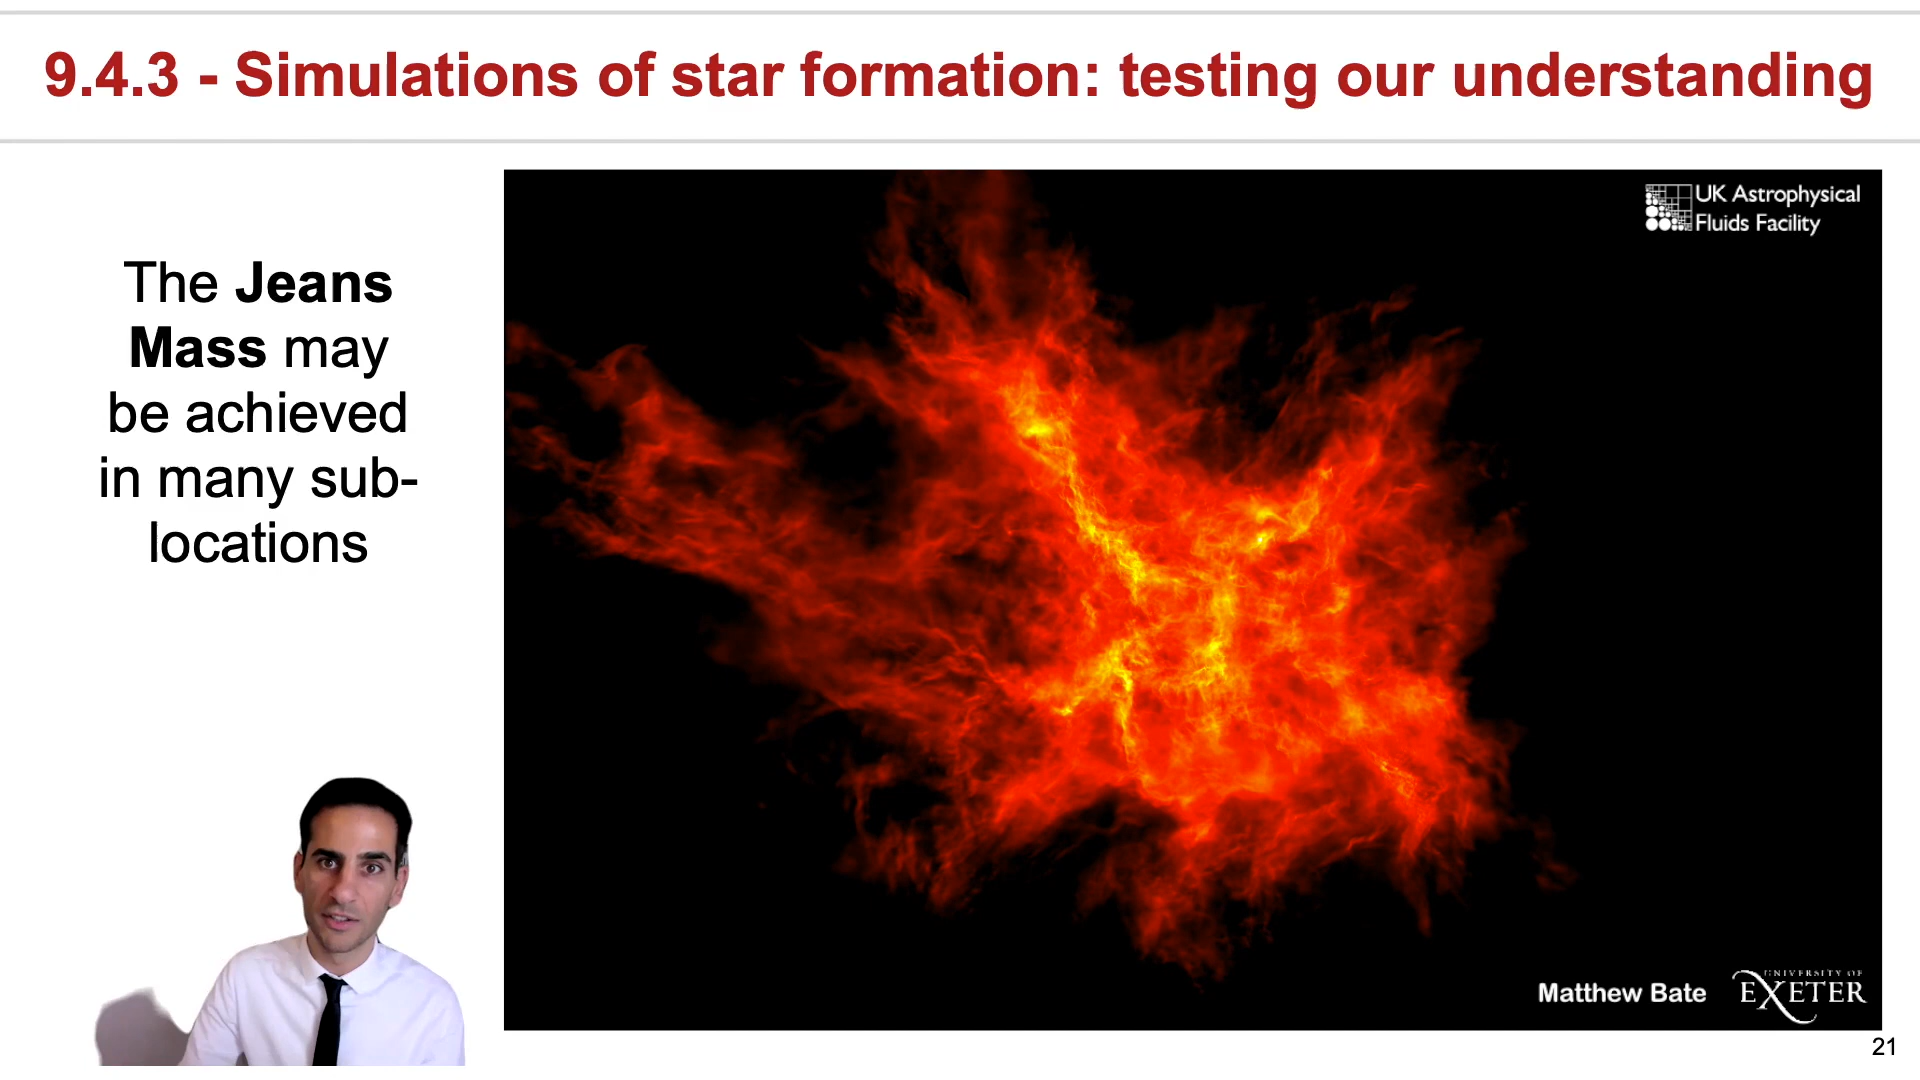 9.4.3 - Simulations of star formation: testing our understanding
The Jeans
Mass may
be achieved
in many sub-
locations
UK Astrophysical
Fluids Facility
Matthew Bate
UNIVERSITY OF
EXETER
21